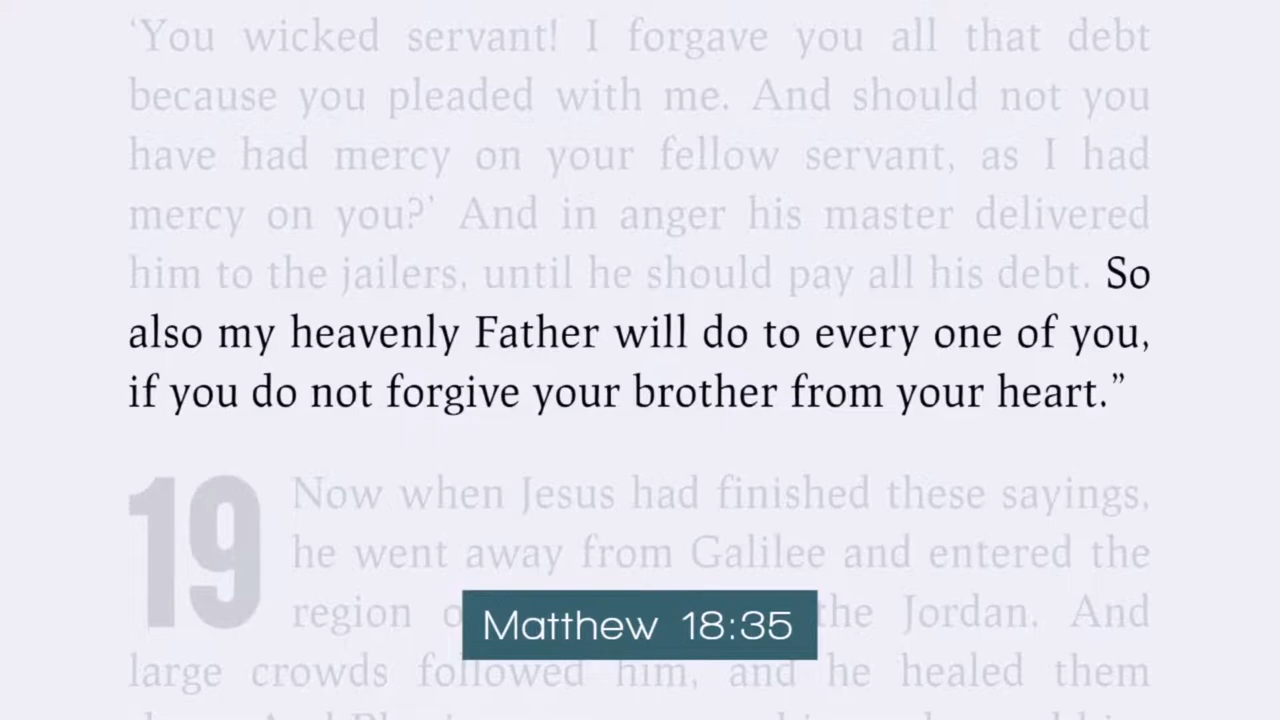 ‘You wicked servant! I forgave you all that debt
because you pleaded with me. And should not you
have had mercy on your fellow servant, as I had
mercy on you?’ And in anger his master delivered
him to the jailers, until he should pay all his debt. So
also my heavenly Father will do to every one of you,
if you do not forgive your brother from your heart.”
19 Now when Jesus had finished these sayings,
he went away from Galilee and entered the
region the Jordan. And
Matthew 18:35
large crowds followed him, and he healed them